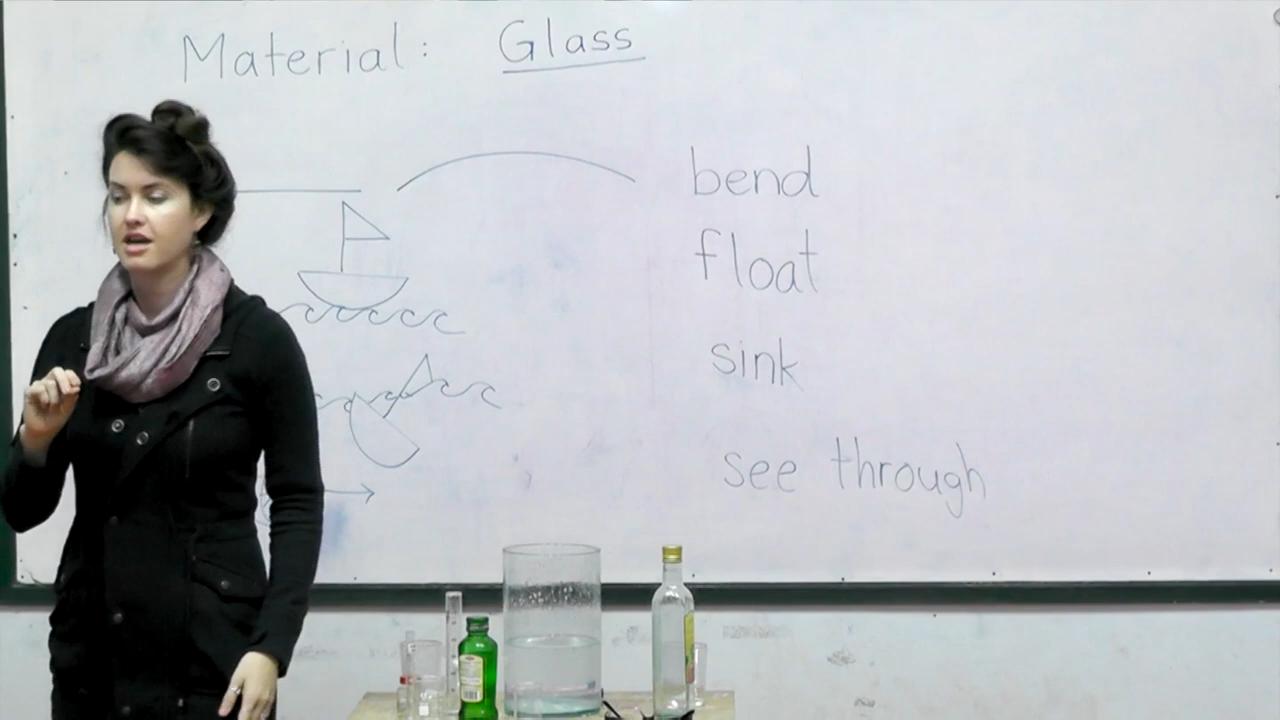 Material: Glass
bend
float
sink
see through